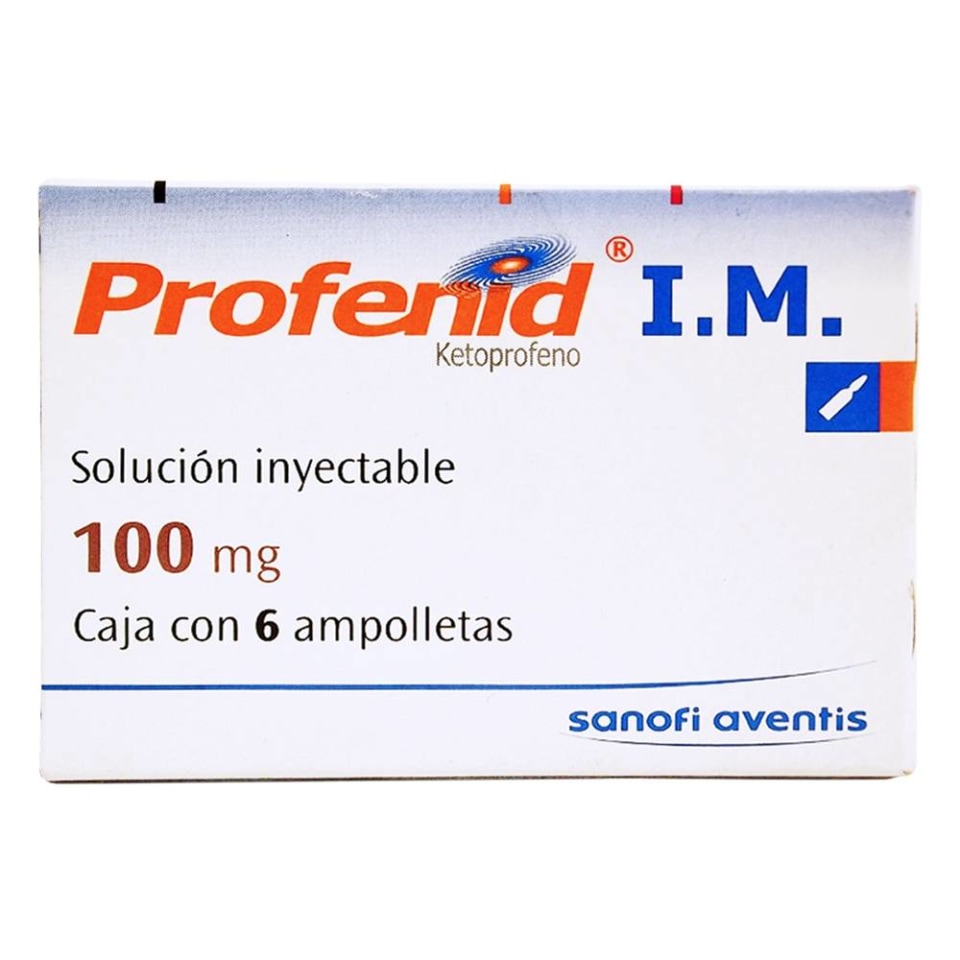 Profenid® I.M.
Ketoprofeno
Solución inyectable
100 mg
Caja con 6 ampolletas
sanofi aventis